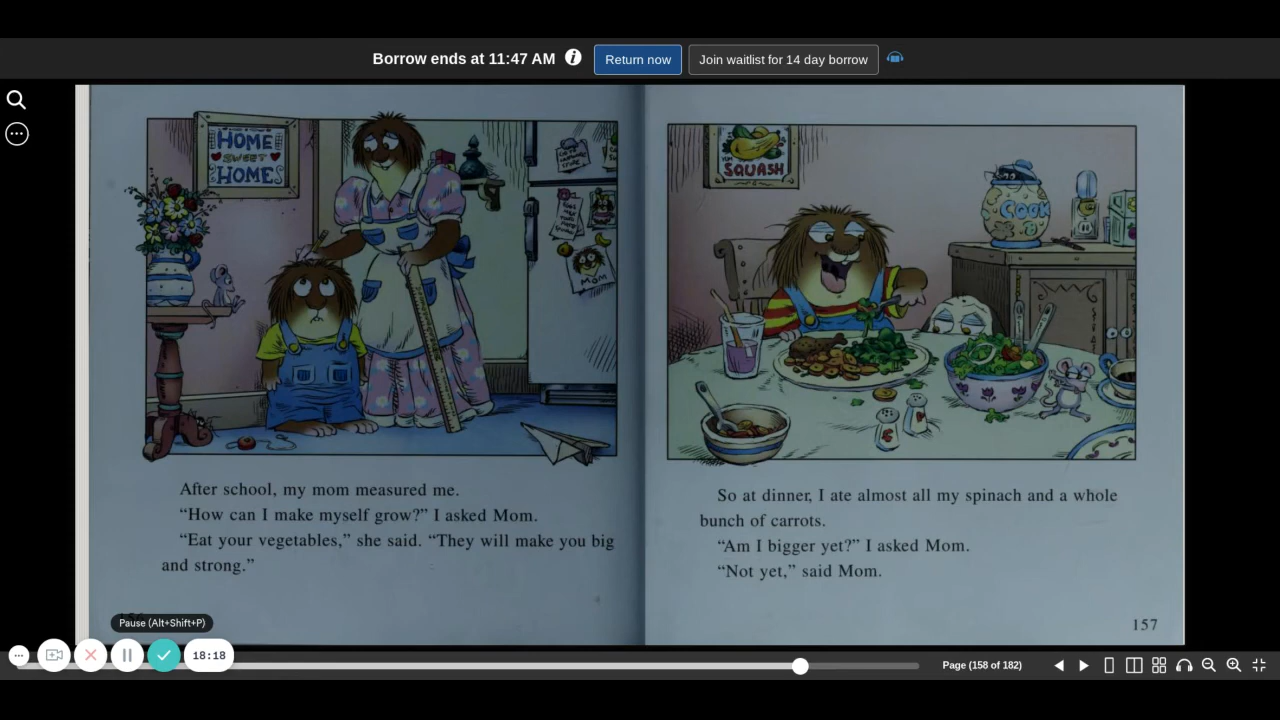 Borrow ends at 11:47 AM
Return now
Join waitlist for 14 day borrow
HOME
SWEET
HOMES
MOM
SQUASH
COOK
After school, my mom measured me.
“How can I make myself grow?” I asked Mom.
“Eat your vegetables,” she said. “They will make you big
and strong.”
So at dinner, I ate almost all my spinach and a whole
bunch of carrots.
“Am I bigger yet?” I asked Mom.
“Not yet,” said Mom.
157
Pause (Alt+Shift+P)
18:18
Page (158 of 182)